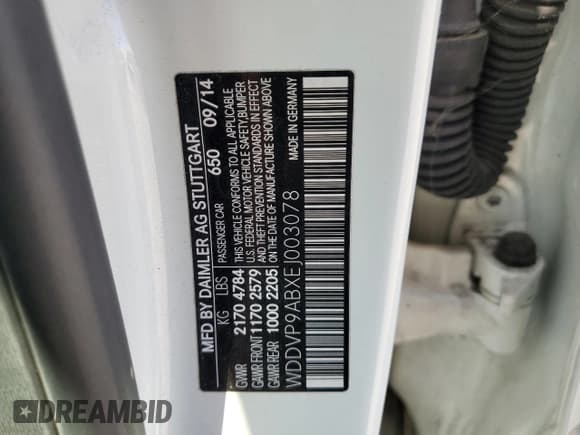 MFD BY DAIMLER AG STUTTGART
PASSENGER CAR 650 09/14
KG LBS
GAWR 2170 4784
GAWR FRONT 1170 2579
GAWR REAR 1000 2205
THIS VEHICLE CONFORMS TO ALL APPLICABLE
U.S. FEDERAL MOTOR VEHICLE SAFETY,BUMPER
AND THEFT PREVENTION STANDARDS IN EFFECT
ON THE DATE OF MANUFACTURE SHOWN ABOVE
MADE IN GERMANY
WDDVP9ABXEJ003078
DREAMBID